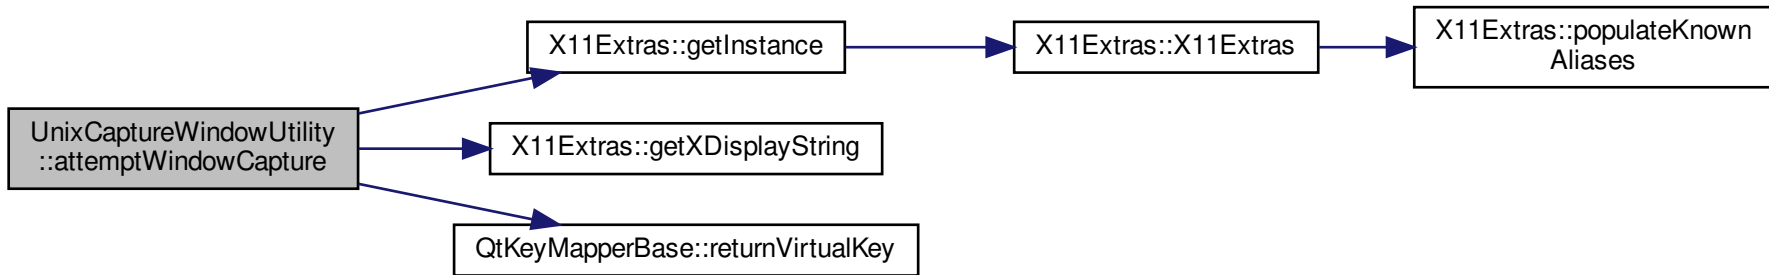 X11Extras::getInstance
X11Extras::X11Extras
X11Extras::populateKnown
Aliases
UnixCaptureWindowUtility
::attemptWindowCapture
X11Extras::getXDisplayString
QtKeyMapperBase::returnVirtualKey